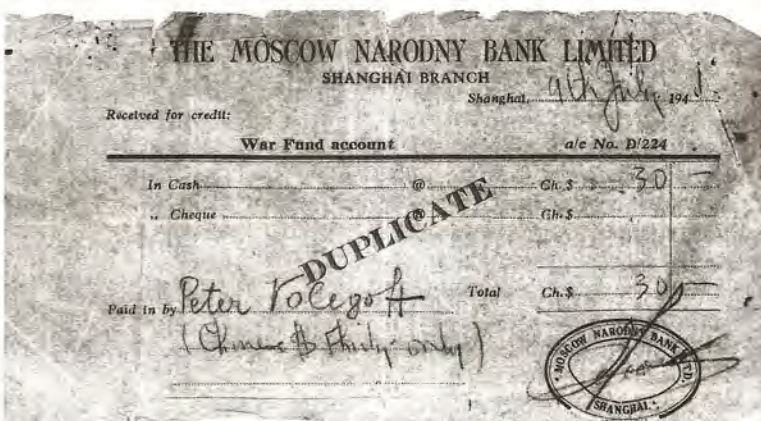 THE MOSCOW NARODNY BANK LIMITED
SHANGHAI BRANCH
Shanghai, 9th July 194
Received for credit:
War Fund account a/c No. D/224
In Cash @ Ch.$ 30 —
„ Cheque @ Ch.$
DUPLICATE
Paid in by Peter Total Ch.$ 30 —
(Chinese $ Thirty only)
MOSCOW NARODNY BANK LTD.
SHANGHAI.